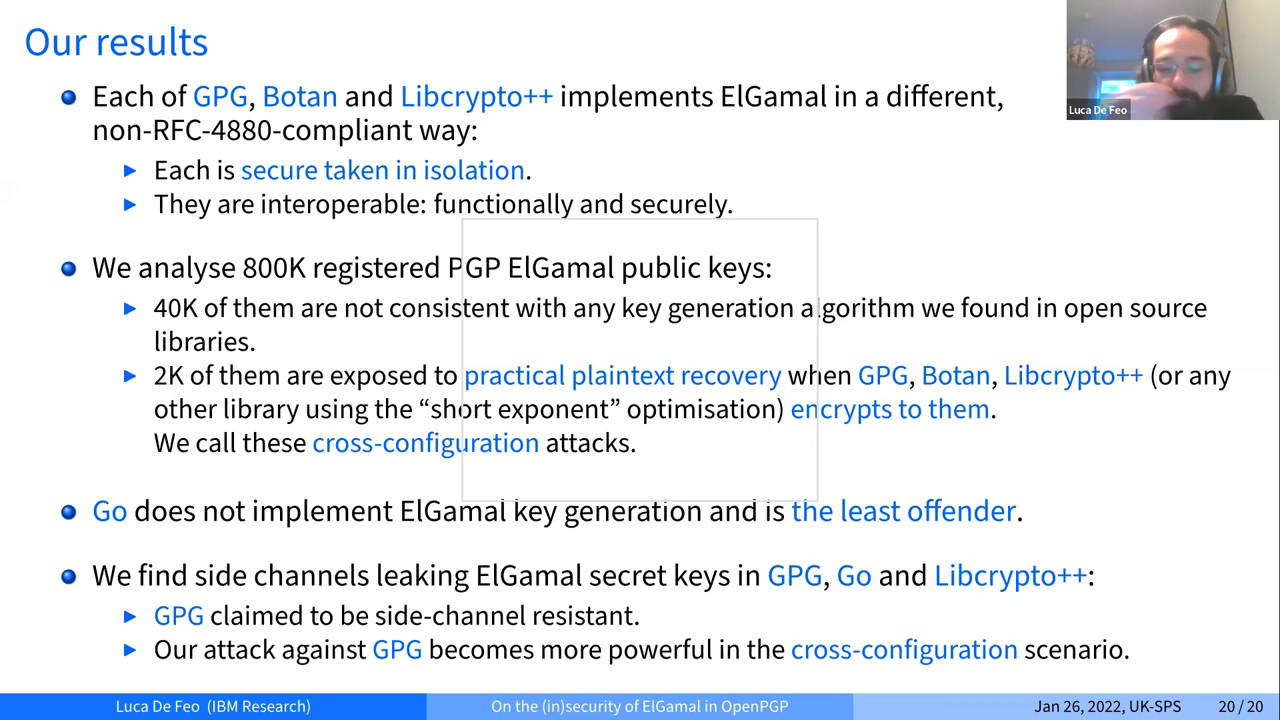 Our results
Luca De Feo
Each of GPG, Botan and Libcrypto++ implements ElGamal in a different,
non-RFC-4880-compliant way:
Each is secure taken in isolation.
They are interoperable: functionally and securely.
We analyse 800K registered PGP ElGamal public keys:
40K of them are not consistent with any key generation algorithm we found in open source
libraries.
2K of them are exposed to practical plaintext recovery when GPG, Botan, Libcrypto++ (or any
other library using the “short exponent” optimisation) encrypts to them.
We call these cross-configuration attacks.
Go does not implement ElGamal key generation and is the least offender.
We find side channels leaking ElGamal secret keys in GPG, Go and Libcrypto++:
GPG claimed to be side-channel resistant.
Our attack against GPG becomes more powerful in the cross-configuration scenario.
Luca De Feo (IBM Research) On the (in)security of ElGamal in OpenPGP Jan 26, 2022, UK-SPS 20 / 20